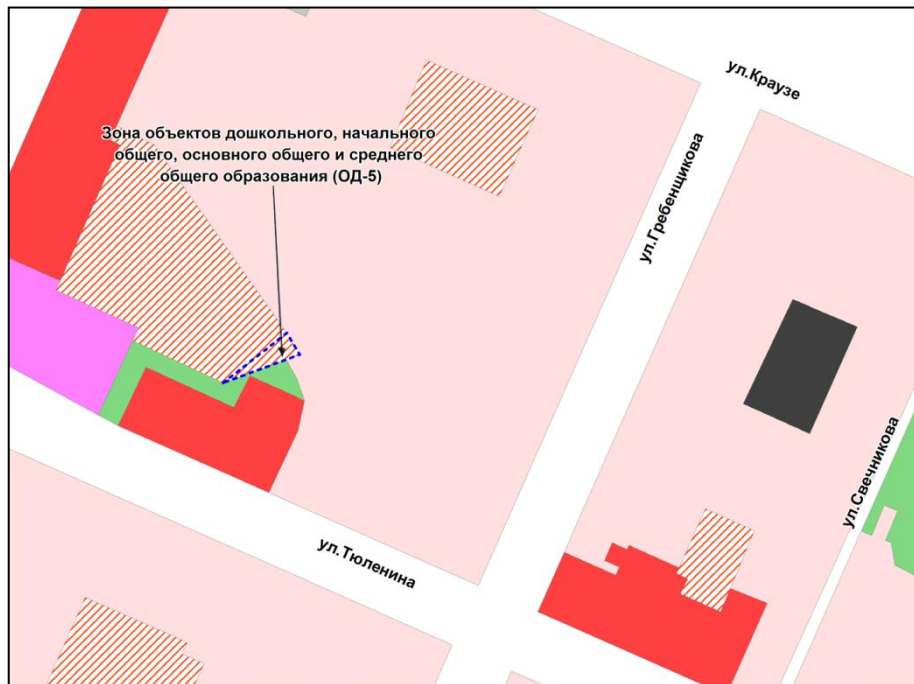 ул.Краузе
Зона объектов дошкольного, начального
общего, основного общего и среднего
общего образования (ОД-5)
ул.Гребенщикова
ул.Свечникова
ул.Тюленина